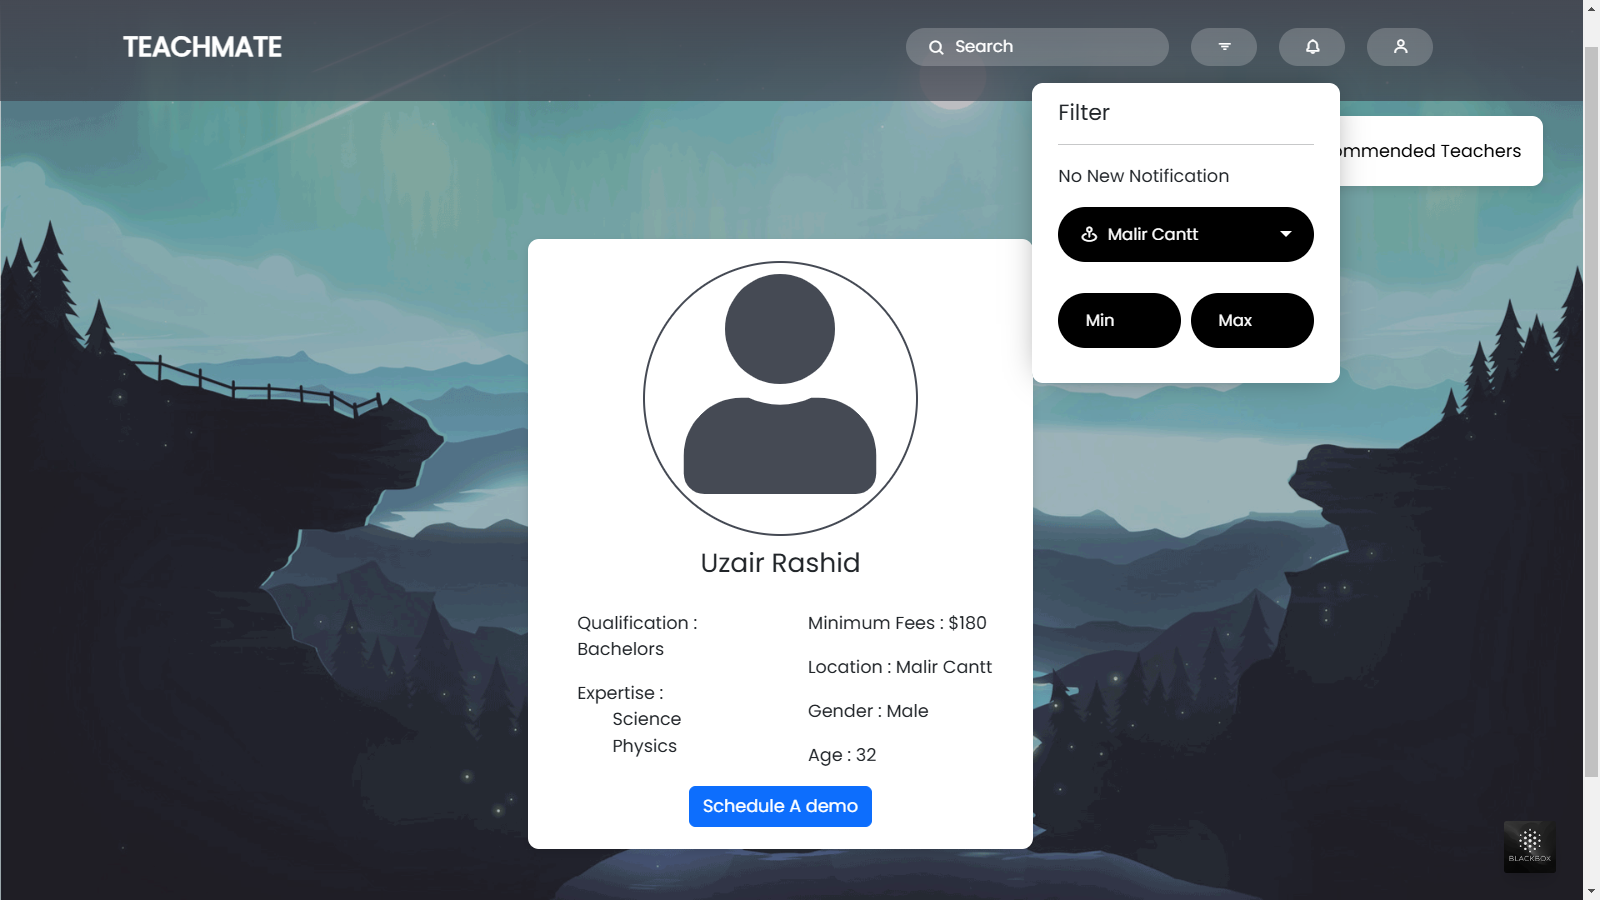 TEACHMATE
Search
Filter
No New Notification
Malir Cantt
Min
Max
ommended Teachers
Uzair Rashid
Qualification :
Bachelors
Expertise :
Science
Physics
Minimum Fees : $180
Location : Malir Cantt
Gender : Male
Age : 32
Schedule A demo
BLACKBOX